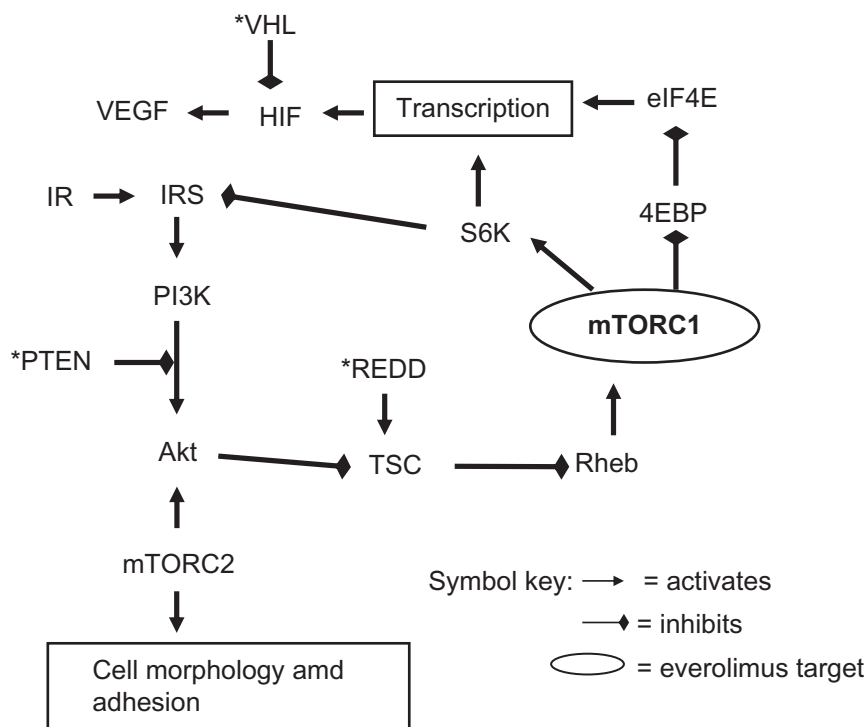 *VHL
VEGF
HIF
Transcription
eIF4E
IR
IRS
S6K
4EBP
PI3K
mTORC1
*PTEN
*REDD
Akt
TSC
Rheb
mTORC2
Symbol key:
= activates
= inhibits
= everolimus target
Cell morphology amd
adhesion